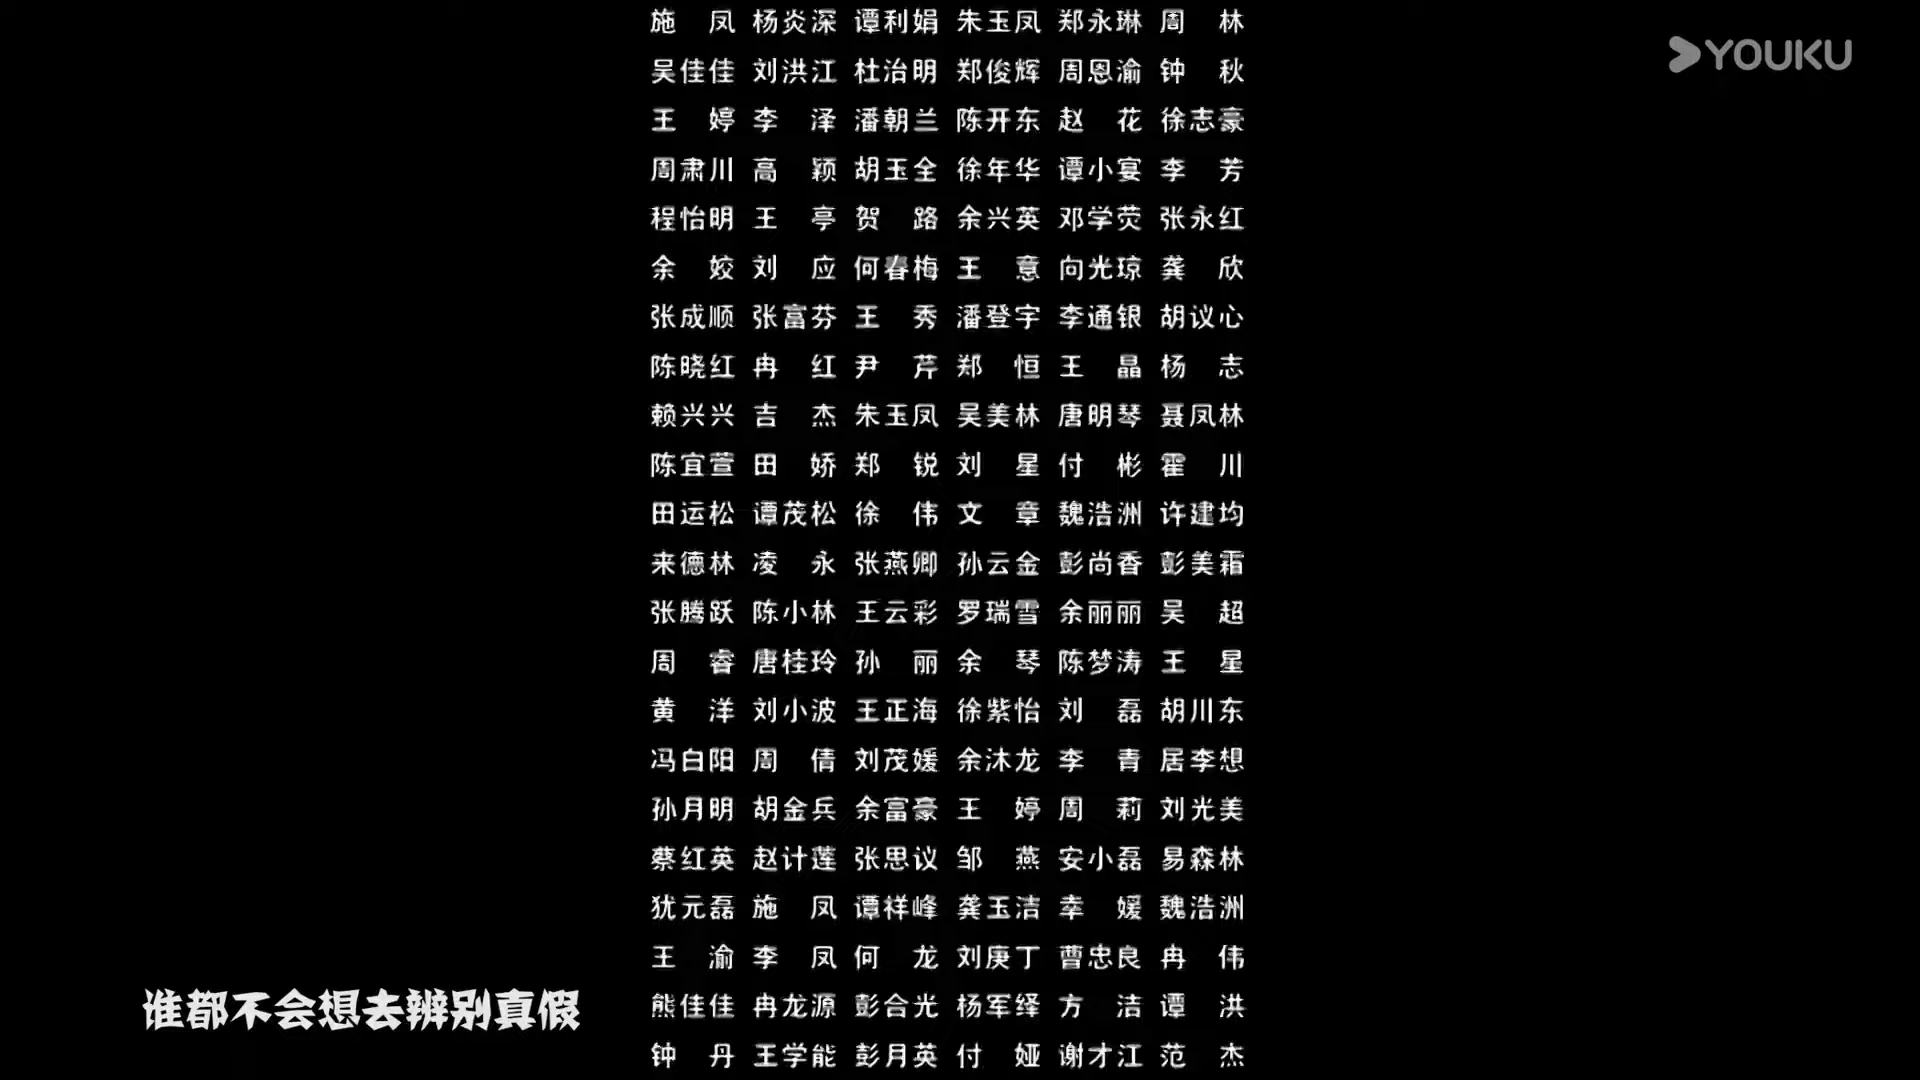 YOUKU
施　凤 杨炎深 谭利娟 朱玉凤 郑永琳 周　林
吴佳佳 刘洪江 杜治明 郑俊辉 周恩渝 钟　秋
王　婷 李　泽 潘朝兰 陈开东 赵　花 徐志豪
周肃川 高　颖 胡玉全 徐年华 谭小宴 李　芳
程怡明 王　亭 贺　路 余兴英 邓学荧 张永红
余　姣 刘　应 何春梅 王　意 向光琼 龚　欣
张成顺 张富芬 王　秀 潘登宇 李通银 胡议心
陈晓红 冉　红 尹　芹 郑　恒 王　晶 杨　志
赖兴兴 吉　杰 朱玉凤 吴美林 唐明琴 聂凤林
陈宜萱 田　娇 郑　锐 刘　星 付　彬 霍　川
田运松 谭茂松 徐　伟 文　章 魏浩洲 许建均
来德林 凌　永 张燕卿 孙云金 彭尚香 彭美霜
张腾跃 陈小林 王云彩 罗瑞雪 余丽丽 吴　超
周　睿 唐桂玲 孙　丽 余　琴 陈梦涛 王　星
黄　洋 刘小波 王正海 徐紫怡 刘　磊 胡川东
冯白阳 周　倩 刘茂媛 余沐龙 李　青 居李想
孙月明 胡金兵 余富豪 王　婷 周　莉 刘光美
蔡红英 赵计莲 张思议 邹　燕 安小磊 易森林
犹元磊 施　凤 谭祥峰 龚玉洁 幸　媛 魏浩洲
王　渝 李　凤 何　龙 刘庚丁 曹忠良 冉　伟
熊佳佳 冉龙源 彭合光 杨军绎 方　洁 谭　洪
钟　丹 王学能 彭月英 付　娅 谢才江 范　杰
谁都不会想去辨别真假